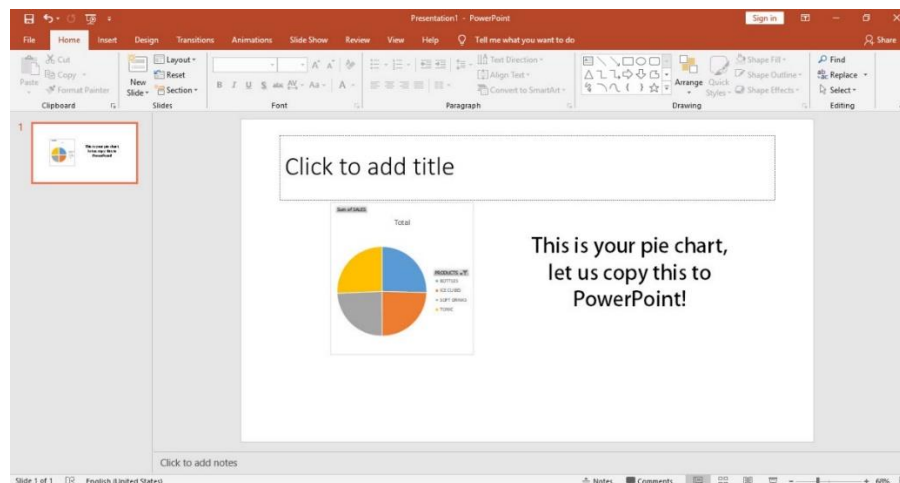 Presentation1 - PowerPoint
Sign in
File Home Insert Design Transitions Animations Slide Show Review View Help Tell me what you want to do Share
Paste
Cut
Copy
Format Painter
Clipboard
New Slide
Layout
Reset
Section
Slides
B I U S abc AV Aa A
Font
Text Direction
Align Text
Convert to SmartArt
Paragraph
Arrange
Quick Styles
Shape Fill
Shape Outline
Shape Effects
Drawing
Find
Replace
Select
Editing
1
Click to add title
Sum of SALES
Total
PRODUCTS
BOTTLES
ICE CUBES
SOFT DRINKS
TONIC
This is your pie chart,
let us copy this to
PowerPoint!
Click to add notes
Slide 1 of 1 English (United States) Notes Comments 60%